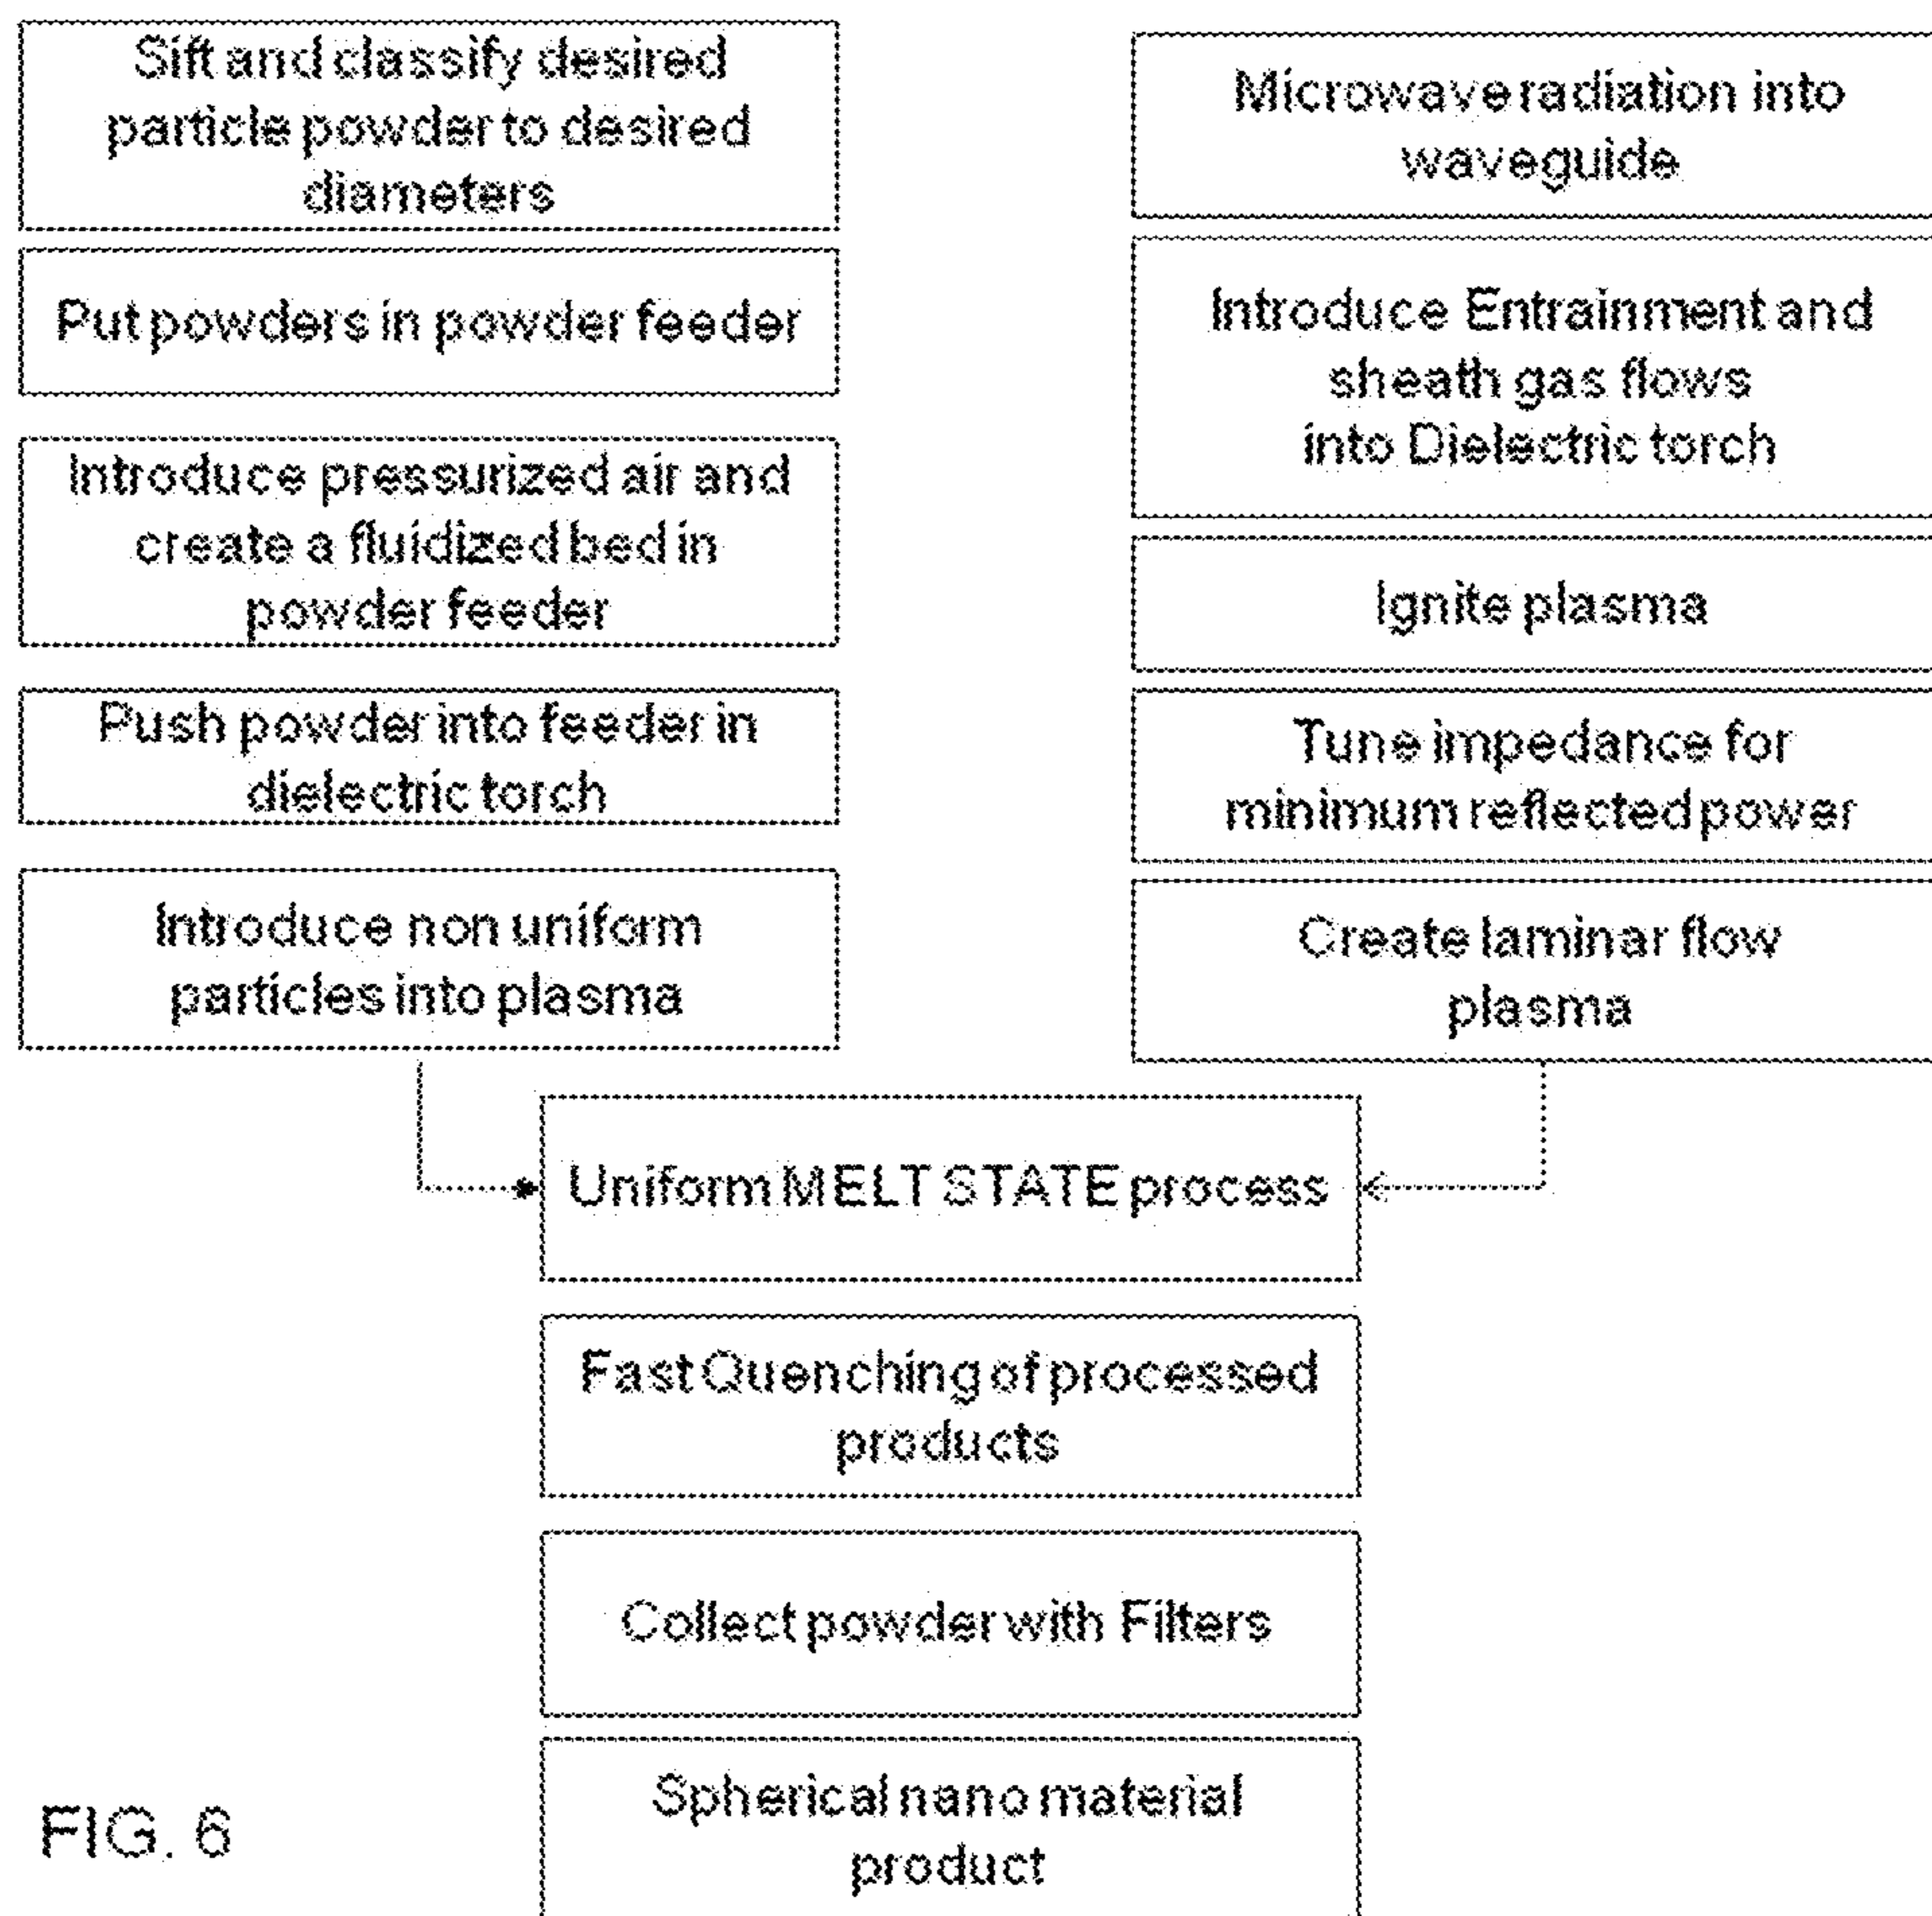 Sift and classify desired
particle powder to desired
diameters
Put powders in powder feeder
Introduce pressurized air and
create a fluidized bed in
powder feeder
Push powder into feeder in
dielectric torch
Introduce non uniform
particles into plasma
Microwave radiation into
waveguide
Introduce Entrainment and
sheath gas flows
into Dielectric torch
Ignite plasma
Tune impedance for
minimum reflected power
Create laminar flow
plasma
Uniform MELT STATE process
Fast Quenching of processed
products
Collect powder with Filters
Spherical nano material
product
FIG. 6